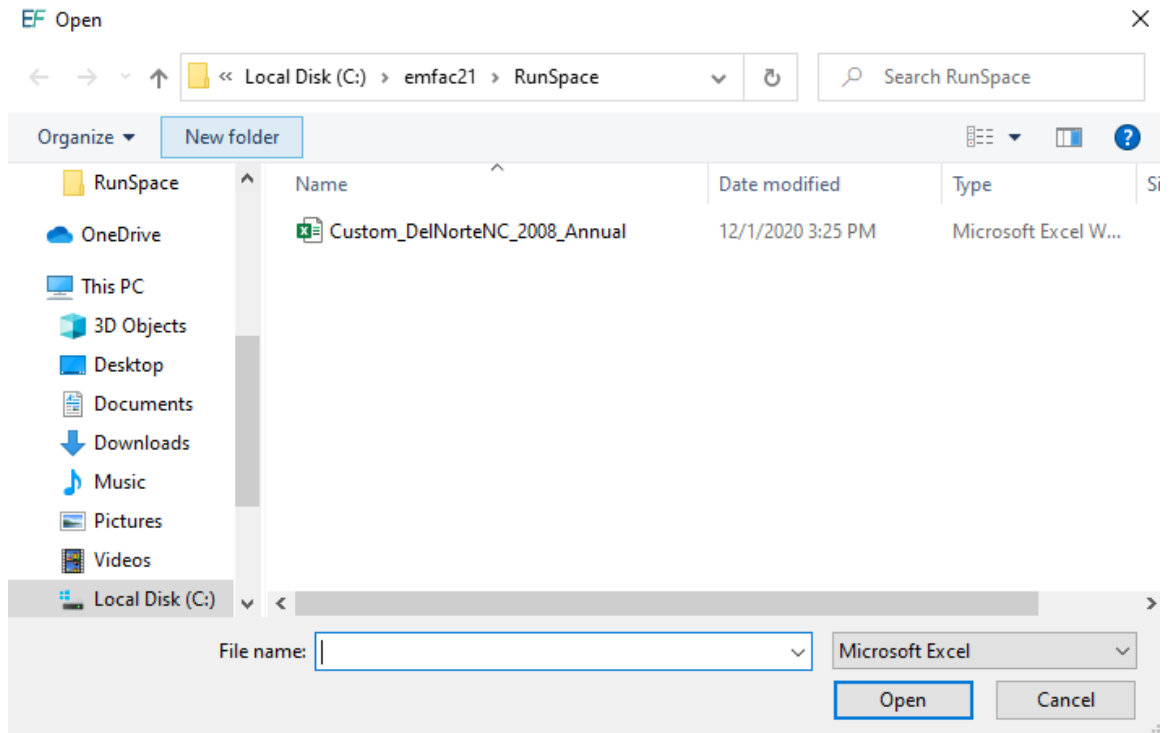 EF Open
« Local Disk (C:) › emfac21 › RunSpace
Search RunSpace
Organize
New folder
?
Name
Date modified
Type
Si
Custom_DelNorteNC_2008_Annual
12/1/2020 3:25 PM
Microsoft Excel W...
RunSpace
OneDrive
This PC
3D Objects
Desktop
Documents
Downloads
Music
Pictures
Videos
Local Disk (C:)
File name:
Microsoft Excel
Open
Cancel